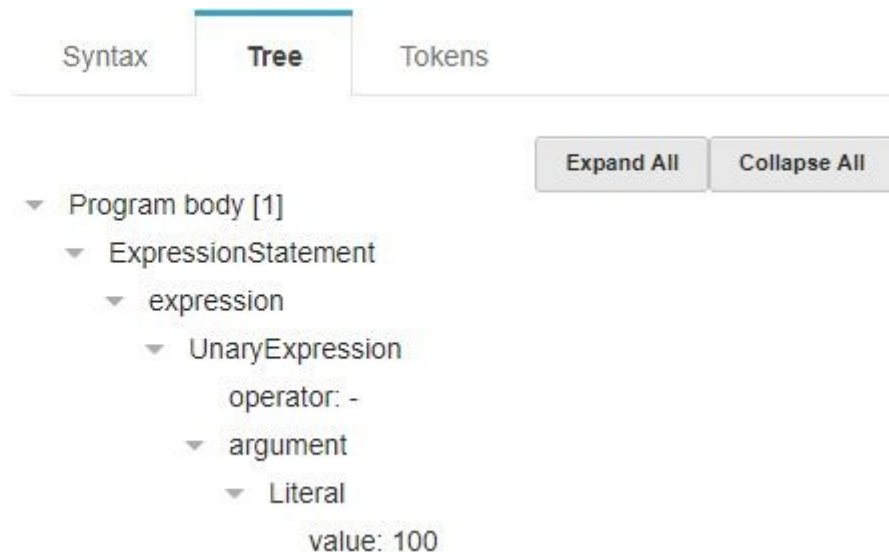 Syntax Tree Tokens
Expand All Collapse All
Program body [1]
ExpressionStatement
expression
UnaryExpression
operator: -
argument
Literal
value: 100